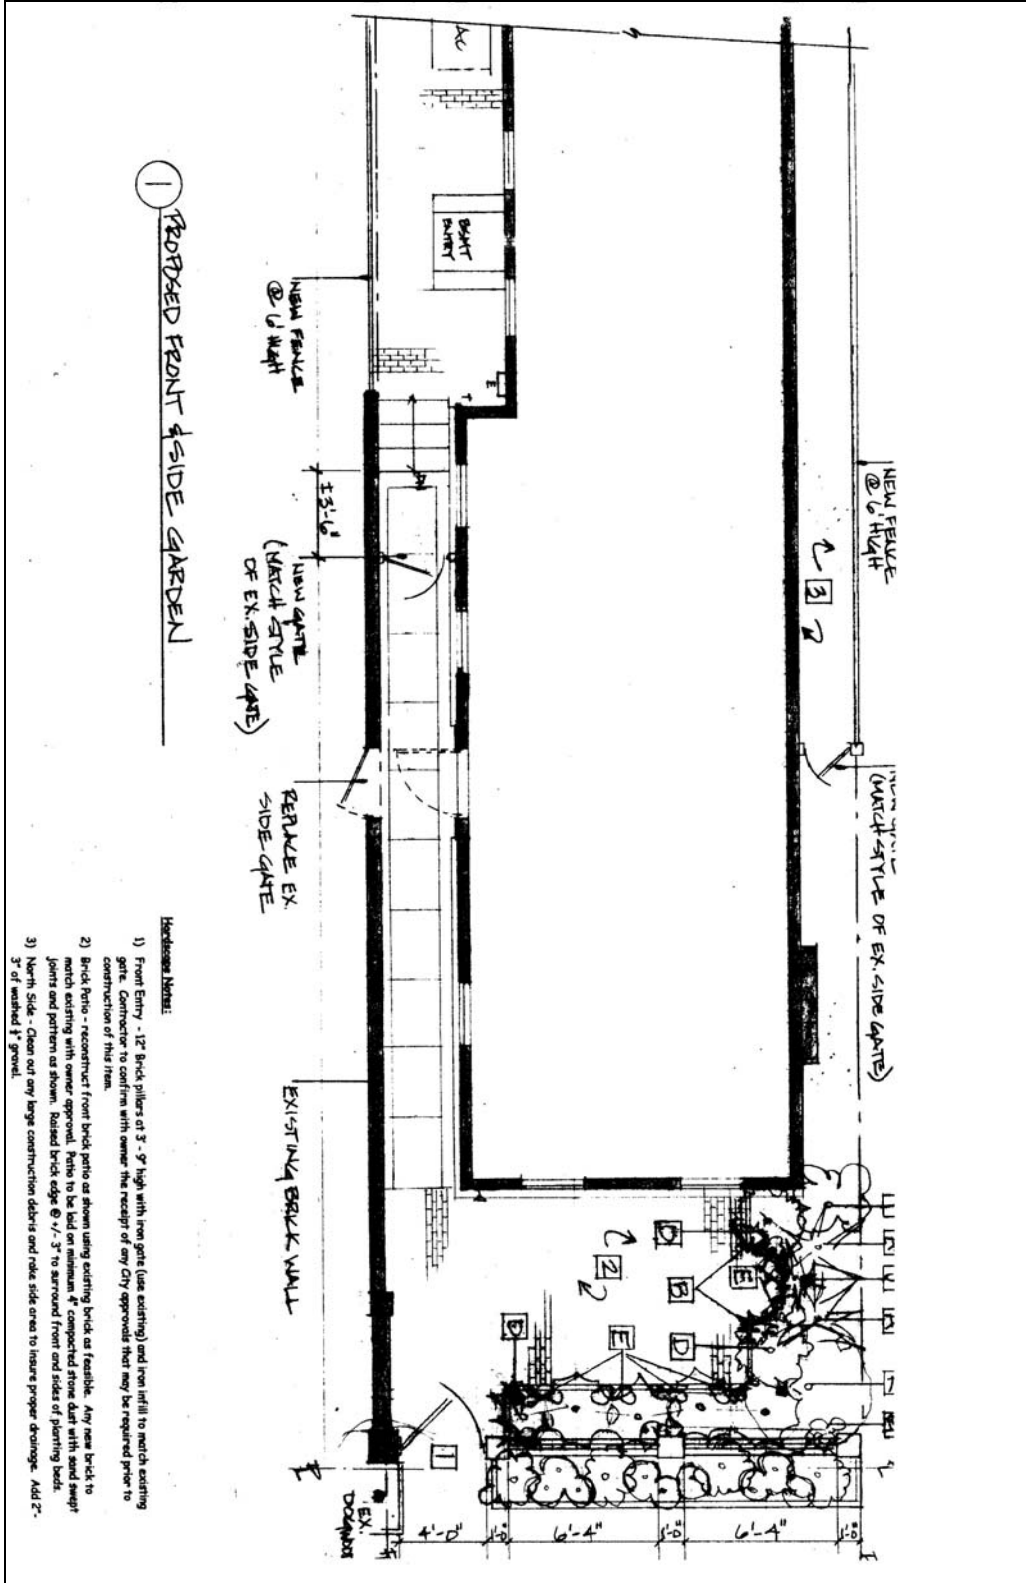 AC
BSMT
ENTRY
NEW FENCE
@ 6' HIGH
E
T
±3'-6"
NEW GATE
(MATCH STYLE
OF EX. SIDE GATE)
REPLACE EX.
SIDE GATE
EXISTING BRICK WALL
NEW FENCE
@ 6' HIGH
3
(MATCH STYLE OF EX. SIDE GATE)
D
2
B
E
D
E
1
EX.
DOGWOOD
4'-0"
1'-0"
6'-4"
1'-0"
6'-4"
1'-0"
1
PROPOSED FRONT & SIDE GARDEN
Hardscape Notes:
1) Front Entry - 12" Brick pillars at 3' - 9" high with iron gate (use existing) and iron infill to match existing
gate. Contractor to confirm with owner the receipt of any City approvals that may be required prior to
construction of this item.
2) Brick Patio - reconstruct front brick patio as shown using existing brick as feasible. Any new brick to
match existing with owner approval. Patio to be laid on minimum 4" compacted stone dust with sand swept
joints and pattern as shown. Raised brick edge @ +/- 3" to surround front and sides of planting beds.
3) North Side - Clean out any large construction debris and rake side area to insure proper drainage. Add 2"-
3" of washed gravel.